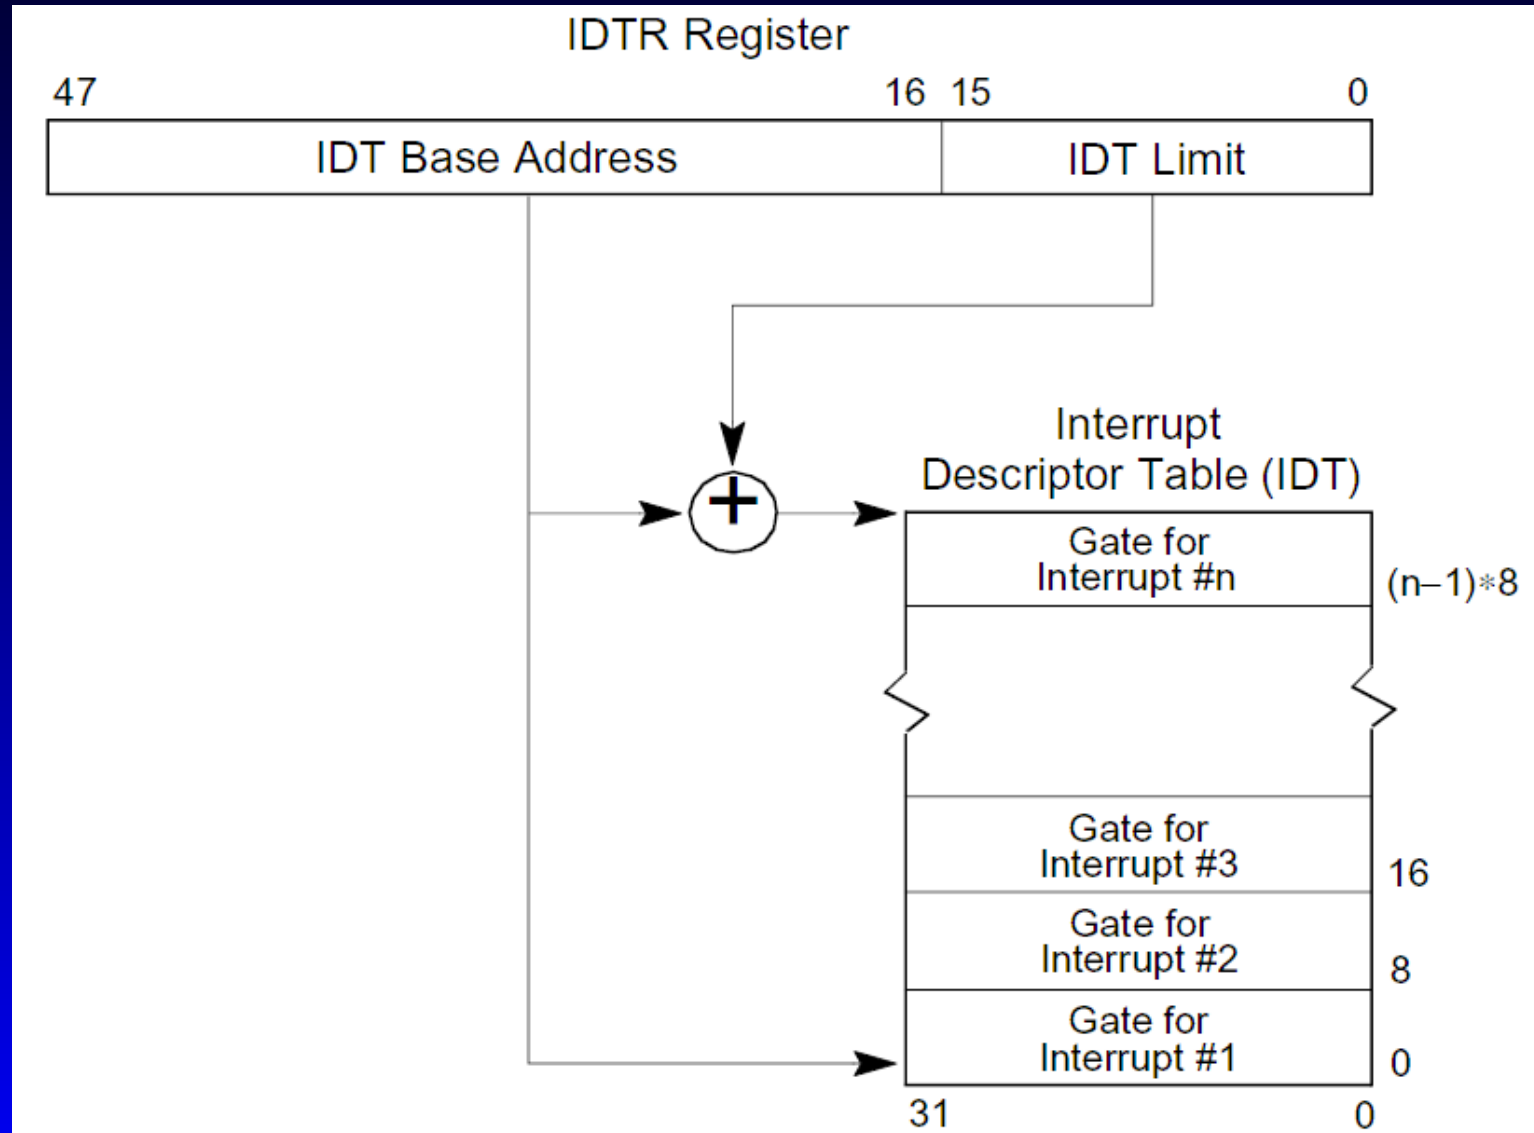 IDTR Register
47 16 15 0
IDT Base Address IDT Limit
+
Interrupt
Descriptor Table (IDT)
Gate for
Interrupt #n
(n–1)*8
Gate for
Interrupt #3
16
Gate for
Interrupt #2
8
Gate for
Interrupt #1
0
31 0